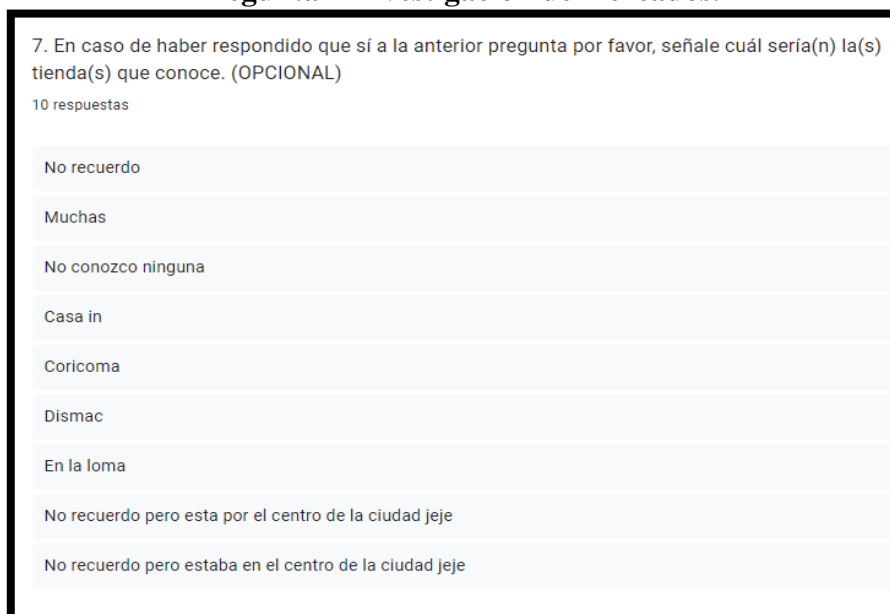 7. En caso de haber respondido que sí a la anterior pregunta por favor, señale cuál sería(n) la(s)
tienda(s) que conoce. (OPCIONAL)
10 respuestas
No recuerdo
Muchas
No conozco ninguna
Casa in
Coricoma
Dismac
En la loma
No recuerdo pero esta por el centro de la ciudad jeje
No recuerdo pero estaba en el centro de la ciudad jeje